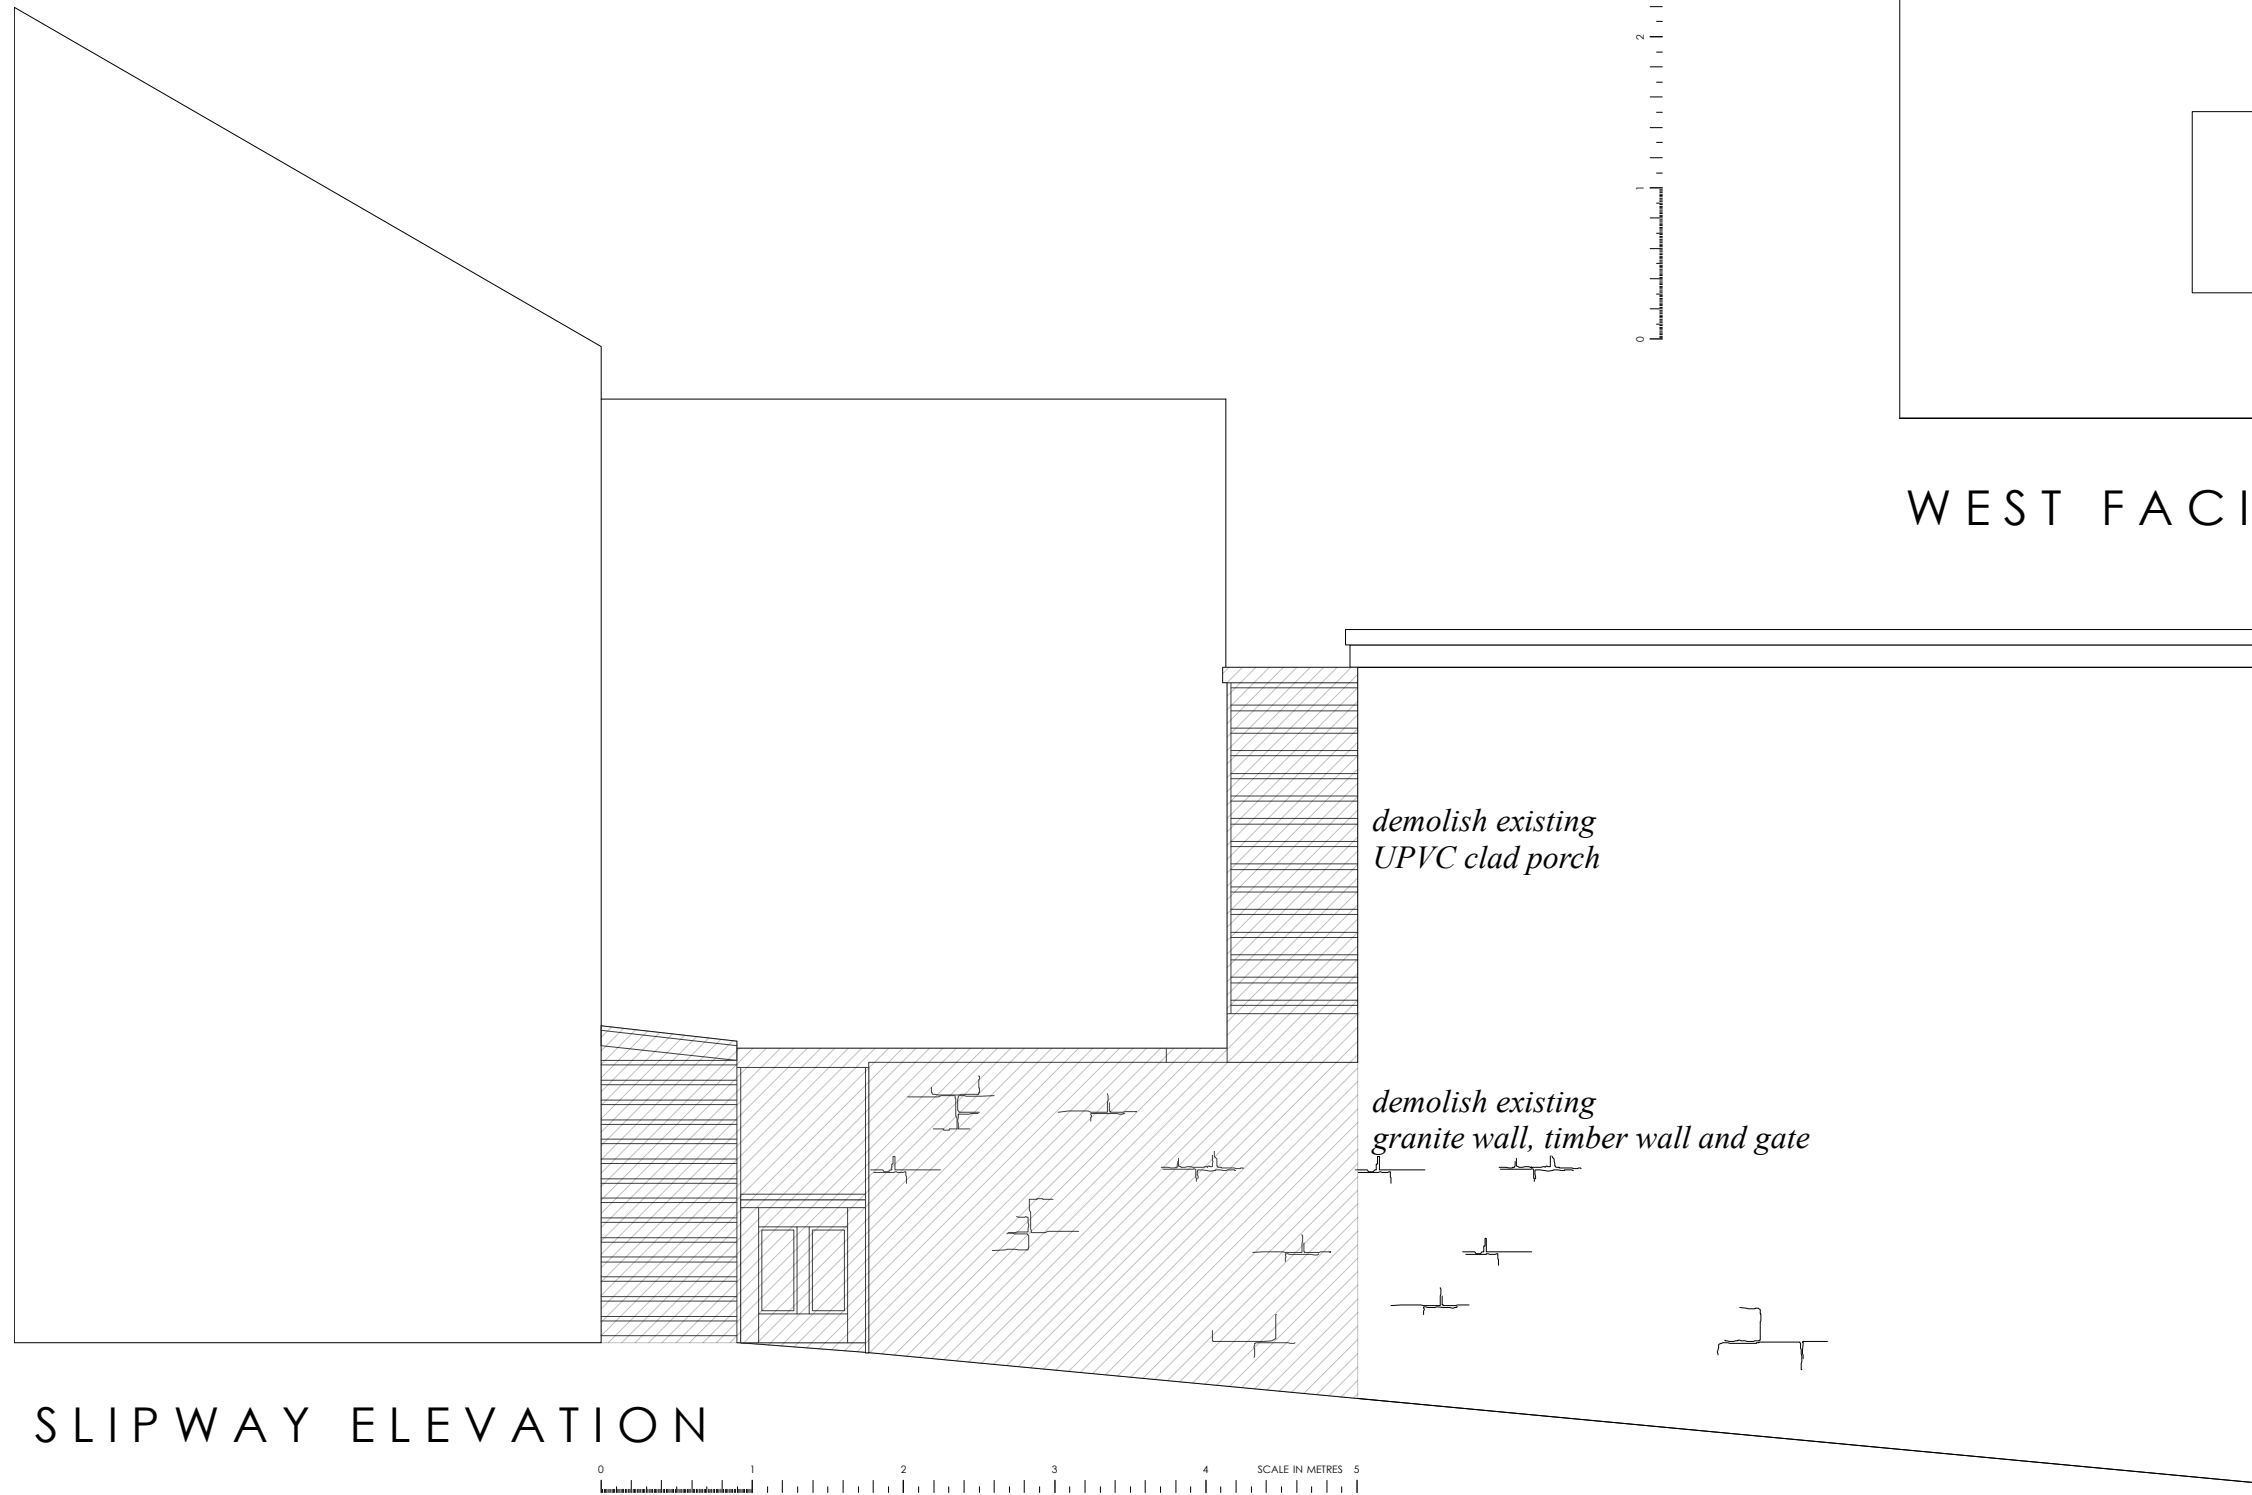 2
1
0
WEST FACI
demolish existing
UPVC clad porch
demolish existing
granite wall, timber wall and gate
SLIPWAY ELEVATION
0 1 2 3 4 SCALE IN METRES 5